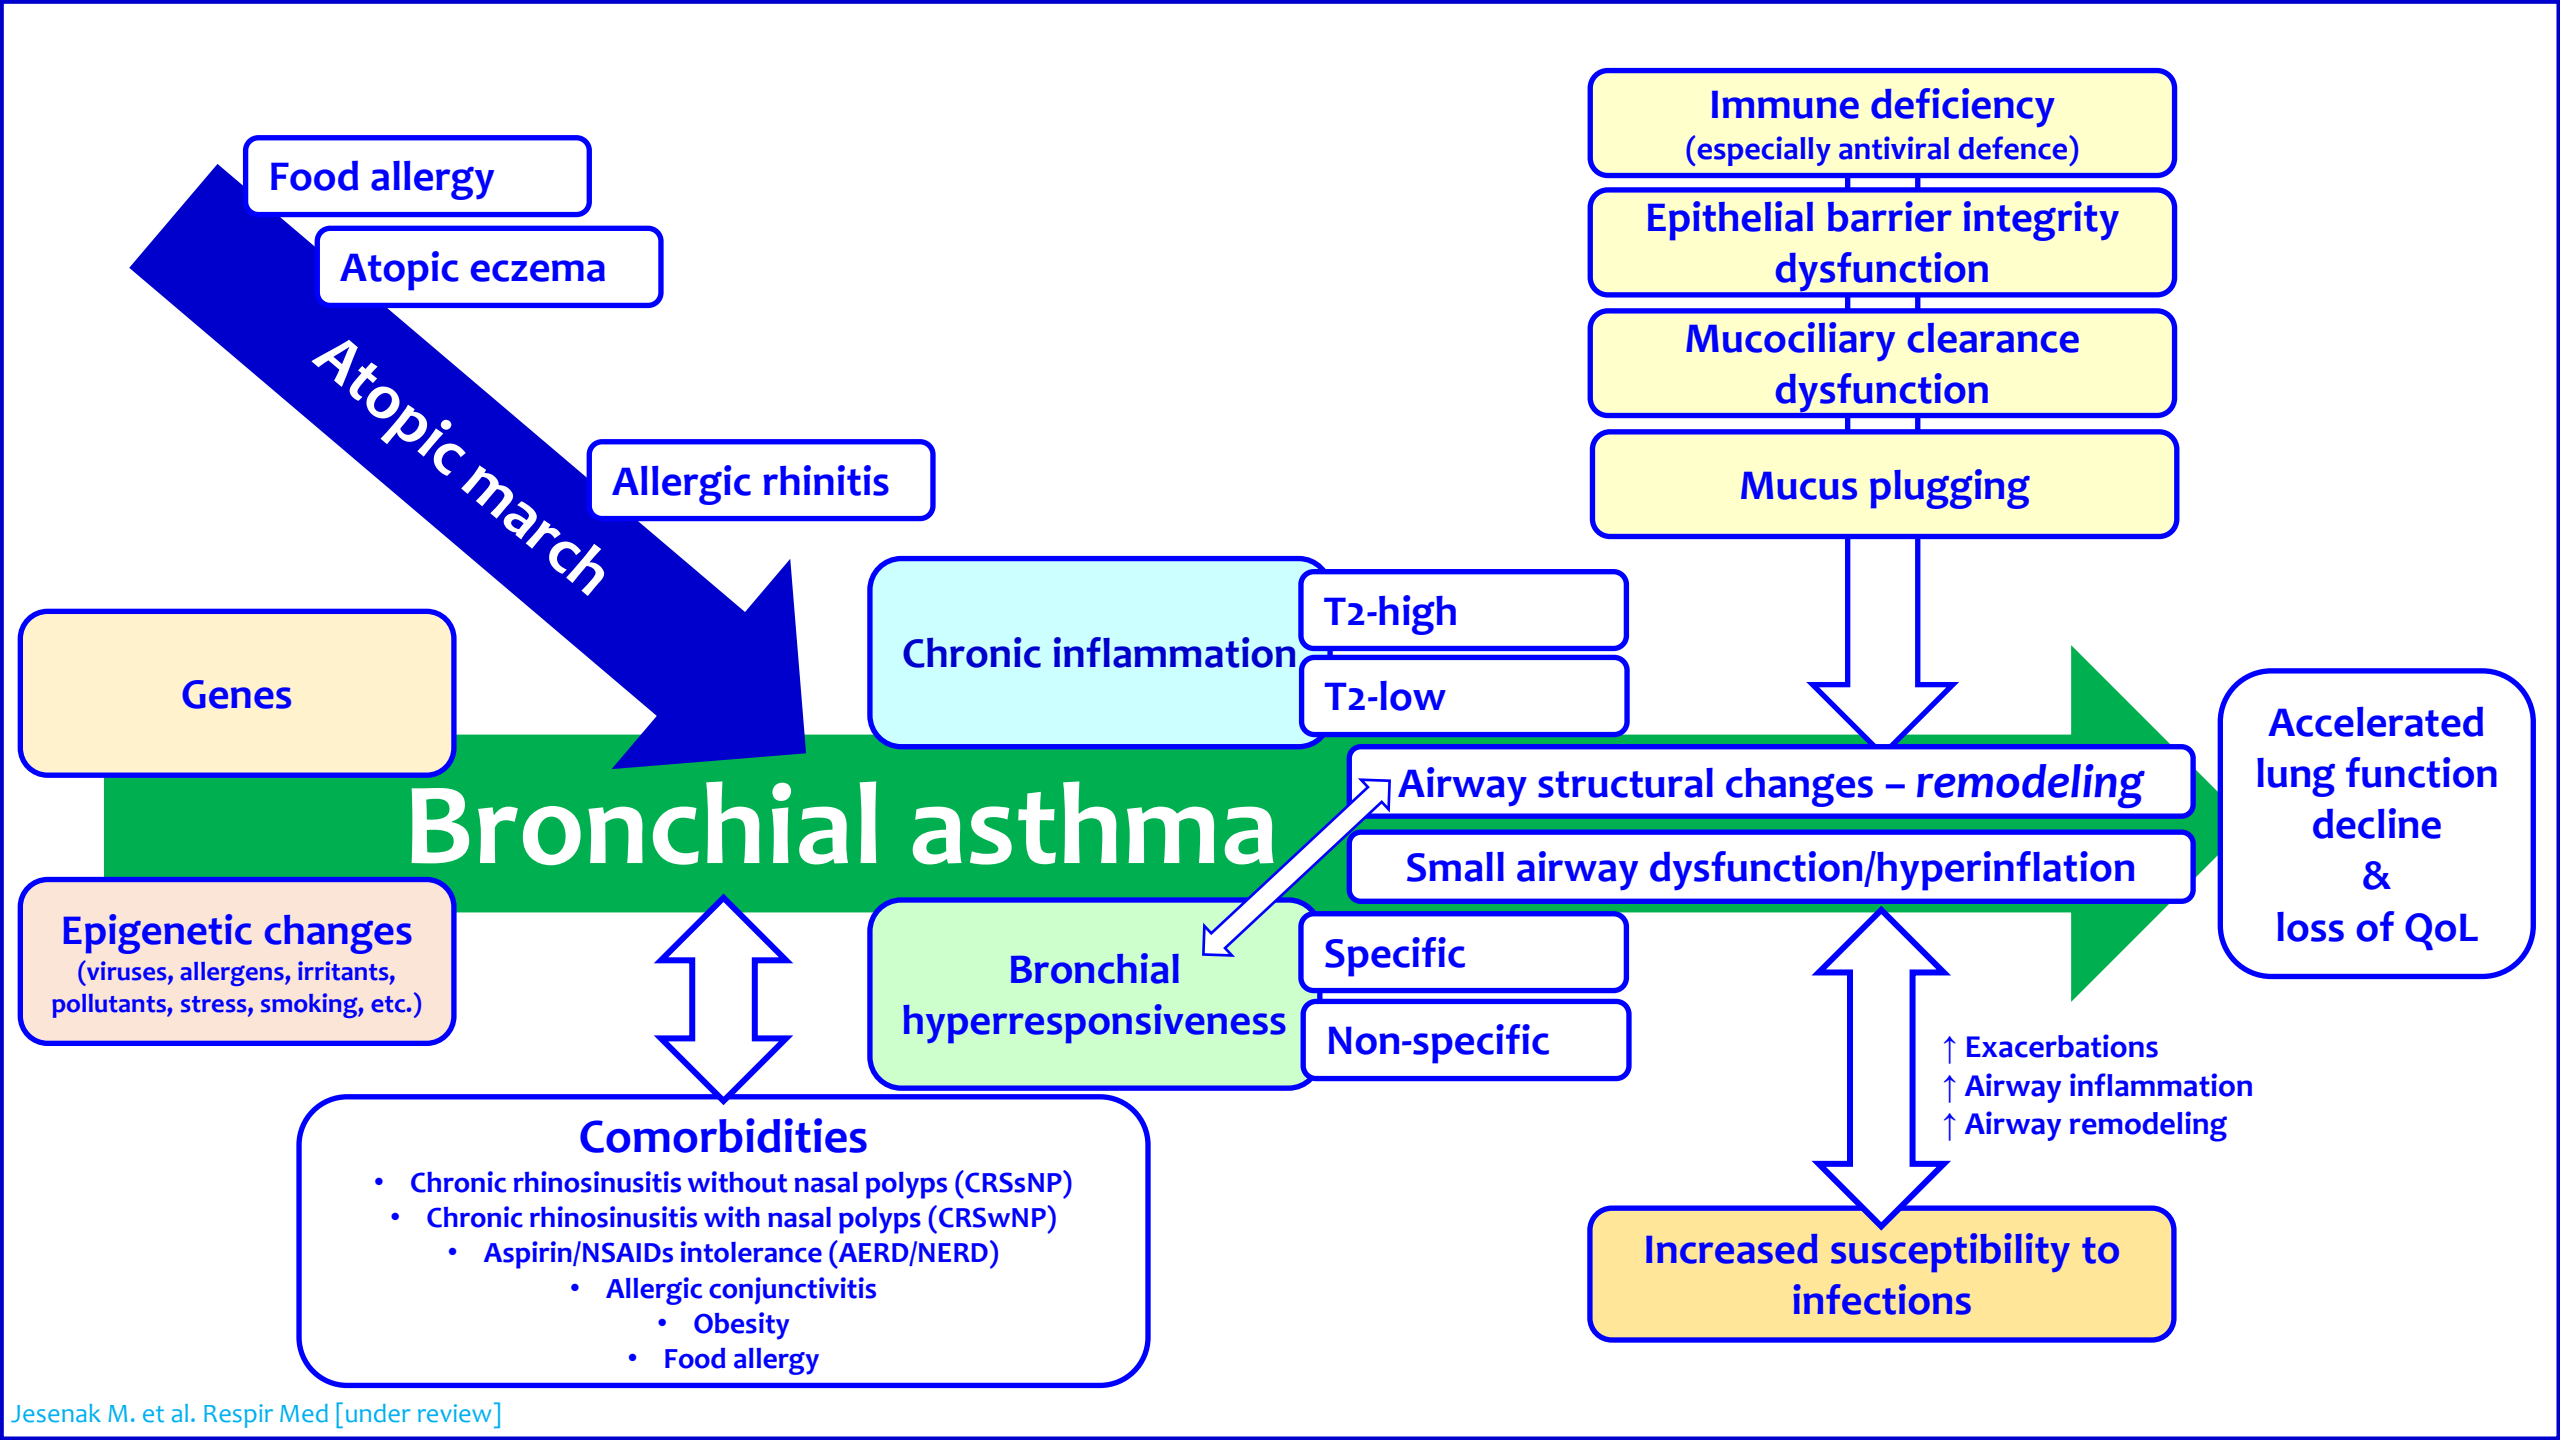 Food allergy
Atopic eczema
Atopic march
Allergic rhinitis
Immune deficiency
(especially antiviral defence)
Epithelial barrier integrity
dysfunction
Mucociliary clearance
dysfunction
Mucus plugging
Genes
Chronic inflammation
T2-high
T2-low
Bronchial asthma
Airway structural changes – remodeling
Small airway dysfunction/hyperinflation
Accelerated
lung function
decline
&
loss of QoL
Epigenetic changes
(viruses, allergens, irritants,
pollutants, stress, smoking, etc.)
Bronchial
hyperresponsiveness
Specific
Non-specific
↑ Exacerbations
↑ Airway inflammation
↑ Airway remodeling
Comorbidities
• Chronic rhinosinusitis without nasal polyps (CRSsNP)
• Chronic rhinosinusitis with nasal polyps (CRSwNP)
• Aspirin/NSAIDs intolerance (AERD/NERD)
• Allergic conjunctivitis
• Obesity
• Food allergy
Increased susceptibility to
infections
Jesenak M. et al. Respir Med [under review]